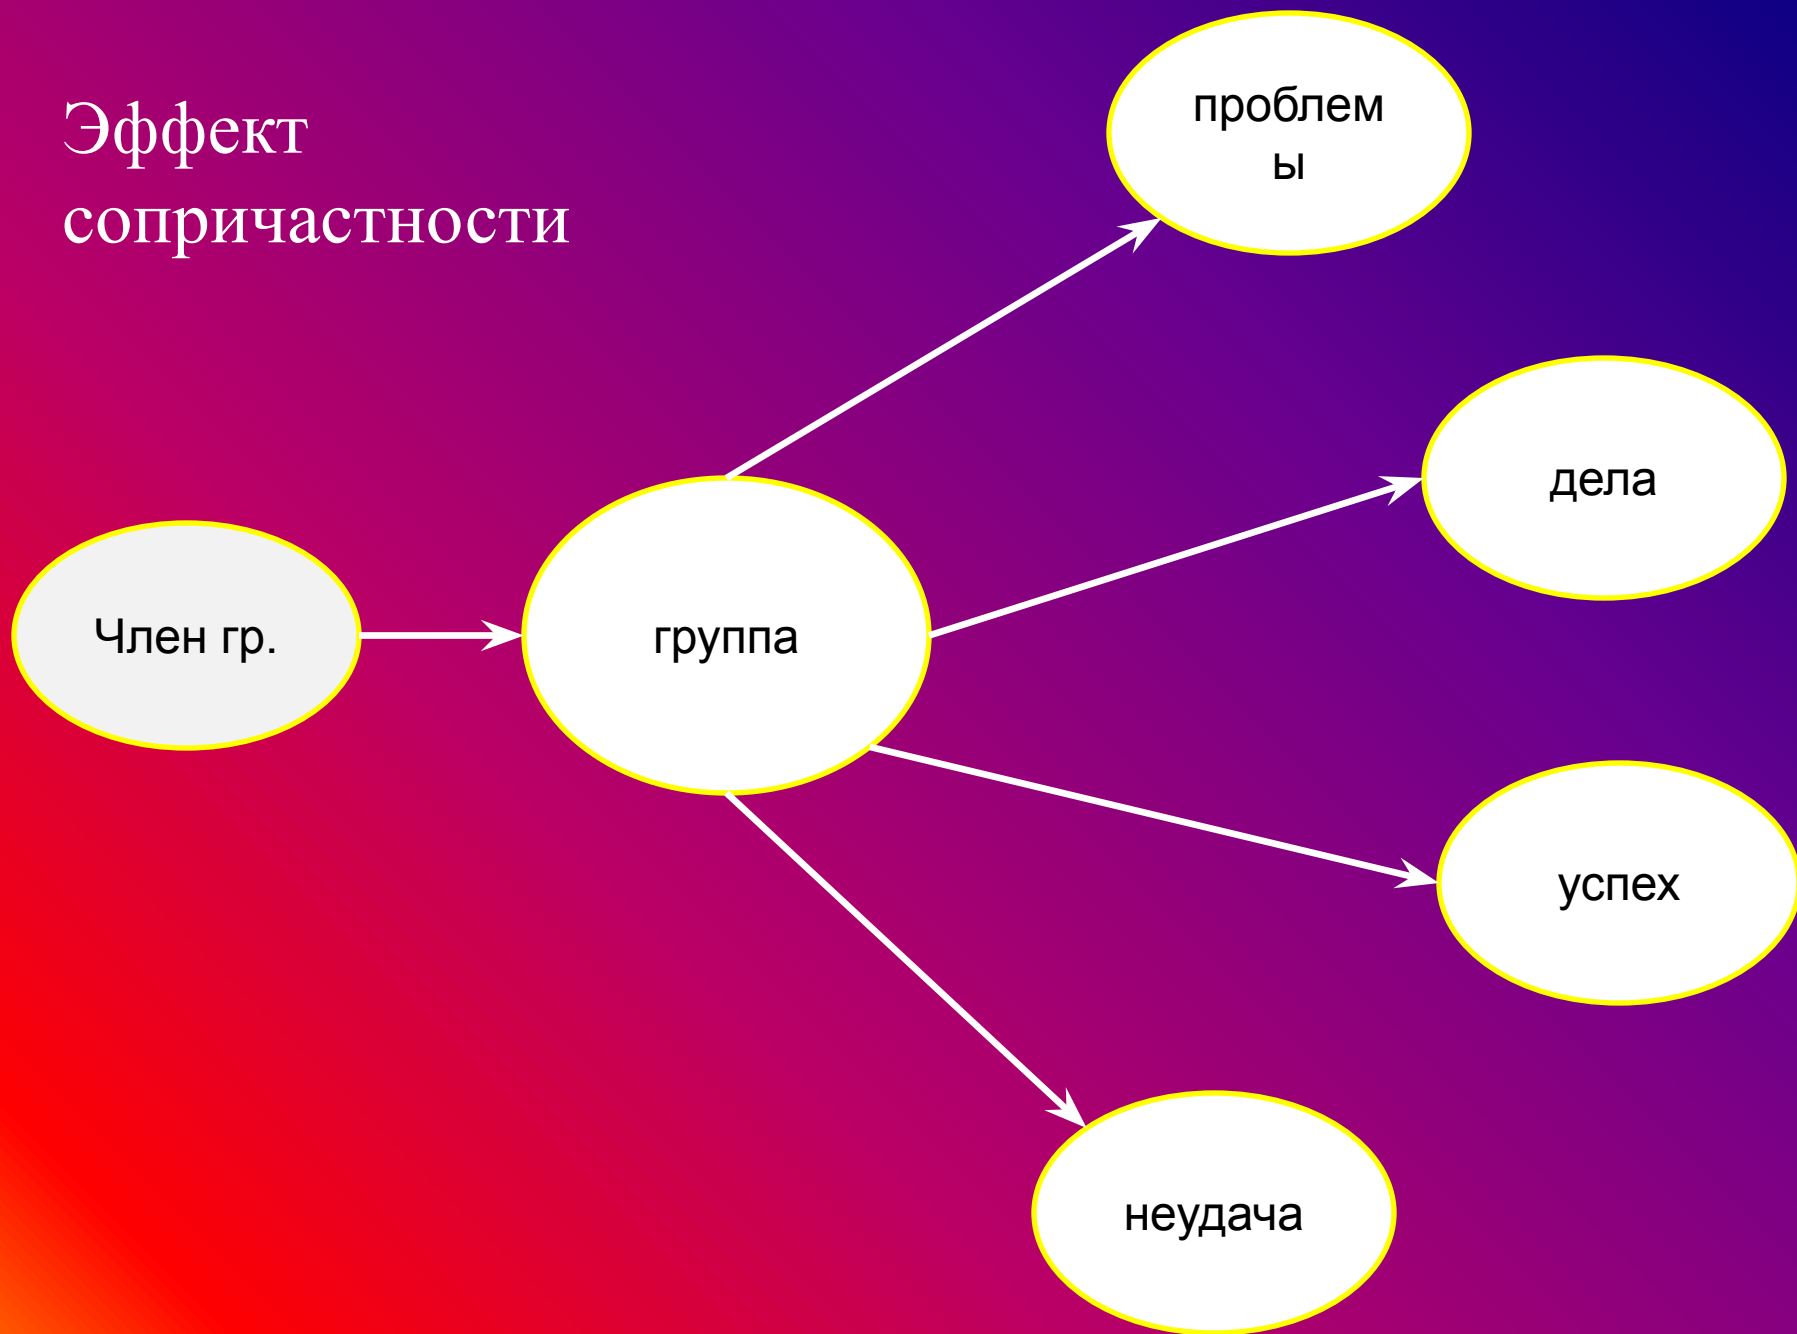 Эффект
сопричастности
проблем
ы
дела
Член гр.
группа
успех
неудача